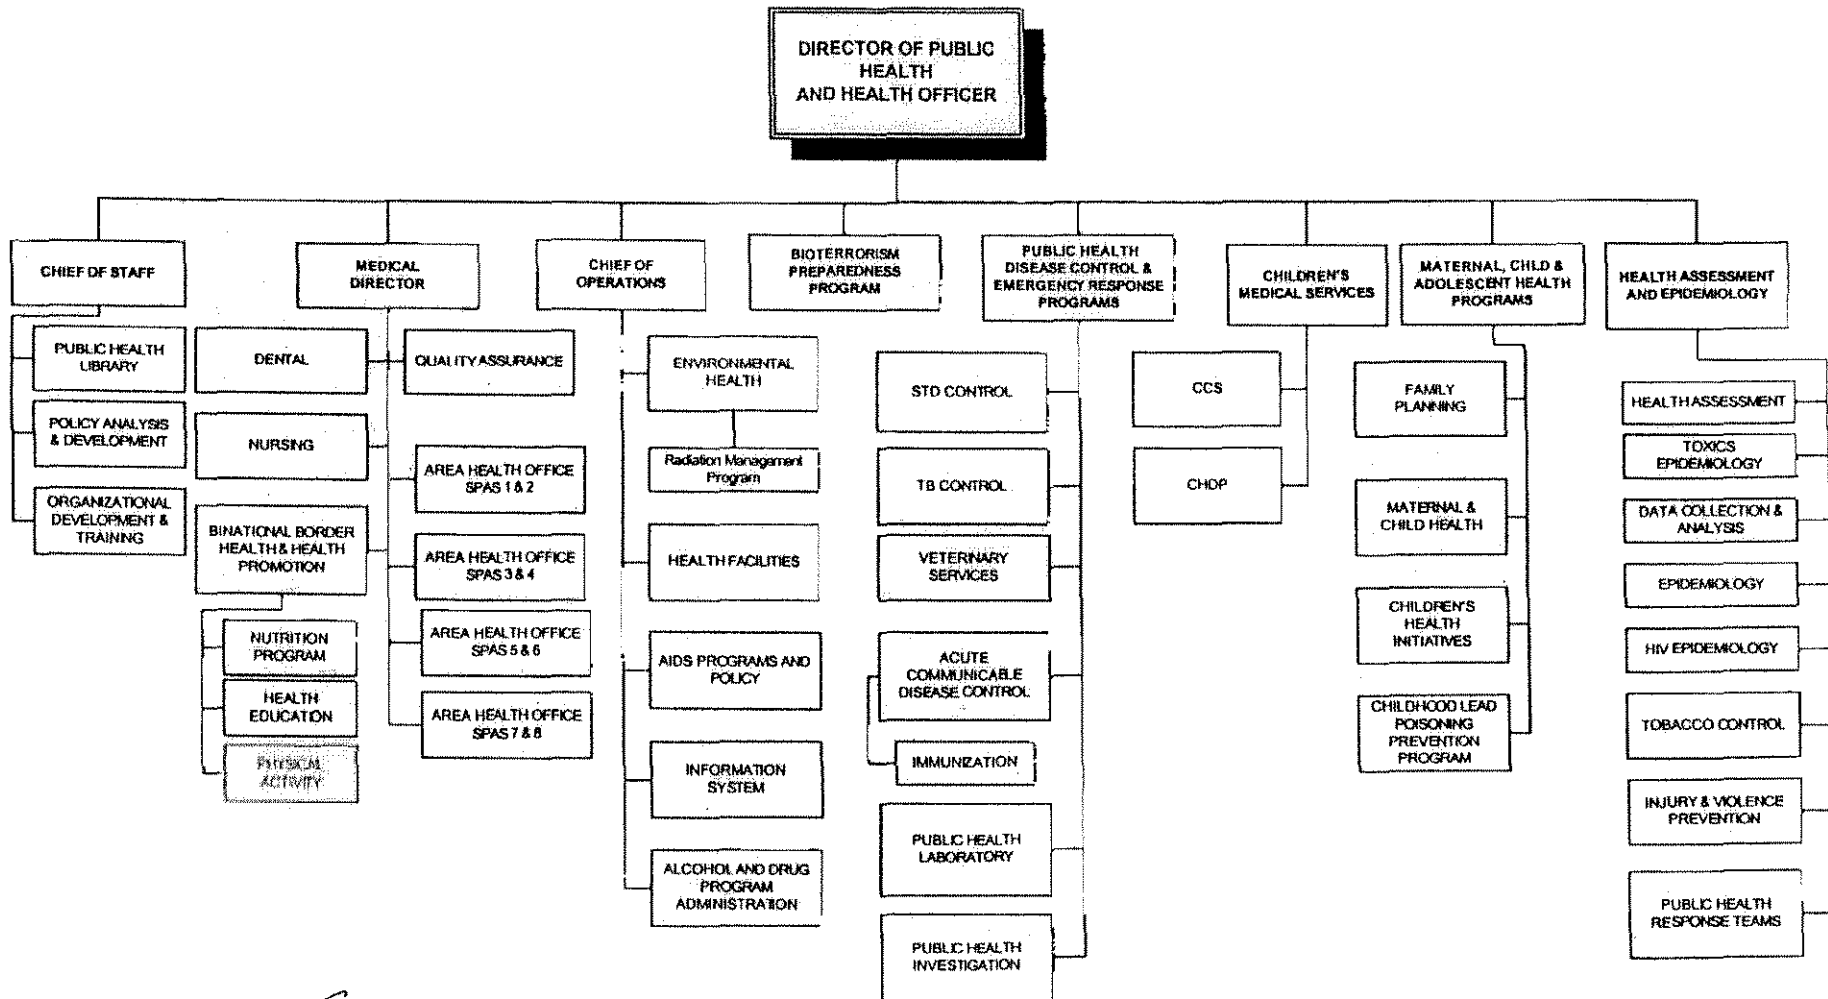 DIRECTOR OF PUBLIC
HEALTH
AND HEALTH OFFICER
CHIEF OF STAFF
PUBLIC HEALTH
LIBRARY
POLICY ANALYSIS
& DEVELOPMENT
ORGANIZATIONAL
DEVELOPMENT &
TRAINING
MEDICAL
DIRECTOR
DENTAL
NURSING
BINATIONAL BORDER
HEALTH & HEALTH
PROMOTION
NUTRITION
PROGRAM
HEALTH
EDUCATION
PHYSICAL
ACTIVITY
QUALITY ASSURANCE
AREA HEALTH OFFICE
SPAS 1 & 2
AREA HEALTH OFFICE
SPAS 3 & 4
AREA HEALTH OFFICE
SPAS 5 & 6
AREA HEALTH OFFICE
SPAS 7 & 8
CHIEF OF
OPERATIONS
ENVIRONMENTAL
HEALTH
Radiation Management
Program
HEALTH FACILITIES
AIDS PROGRAMS AND
POLICY
INFORMATION
SYSTEM
ALCOHOL AND DRUG
PROGRAM
ADMINISTRATION
BIOTERRORISM
PREPAREDNESS
PROGRAM
PUBLIC HEALTH
DISEASE CONTROL &
EMERGENCY RESPONSE
PROGRAMS
STD CONTROL
TB CONTROL
VETERINARY
SERVICES
ACUTE
COMMUNICABLE
DISEASE CONTROL
IMMUNIZATION
PUBLIC HEALTH
LABORATORY
PUBLIC HEALTH
INVESTIGATION
CHILDREN'S
MEDICAL SERVICES
CCS
CHDP
MATERNAL, CHLD &
ADOLESCENT HEALTH
PROGRAMS
FAMILY
PLANNING
MATERNAL &
CHILD HEALTH
CHILDREN'S
HEALTH
INITIATIVES
CHILDHOOD LEAD
POISONING
PREVENTION
PROGRAM
HEALTH ASSESSMENT
AND EPIDEMIOLOGY
HEALTH ASSESSMENT
TOXICS
EPIDEMIOLOGY
DATA COLLECTION &
ANALYSIS
EPIDEMIOLOGY
HIV EPIDEMIOLOGY
TOBACCO CONTROL
INJURY & VIOLENCE
PREVENTION
PUBLIC HEALTH
RESPONSE TEAMS